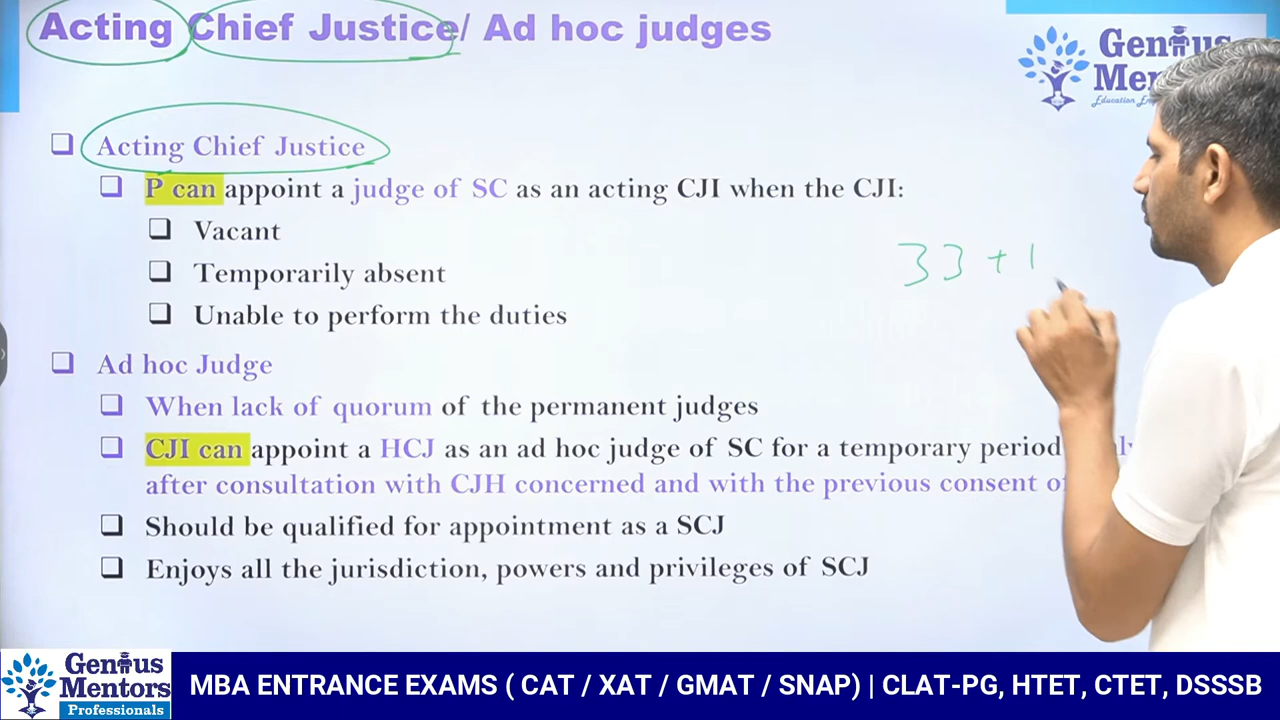 Acting Chief Justice/ Ad hoc judges
Genius
Education
Acting Chief Justice
P can appoint a judge of SC as an acting CJI when the CJI:
Vacant
33 + 1
Temporarily absent
Unable to perform the duties
Ad hoc Judge
When lack of quorum of the permanent judges
CJI can appoint a HCJ as an ad hoc judge of SC for a temporary period
after consultation with CJH concerned and with the previous consent
Should be qualified for appointment as a SCJ
Enjoys all the jurisdiction, powers and privileges of SCJ
Genius
Mentors
Professionals
MBA ENTRANCE EXAMS ( CAT / XAT / GMAT / SNAP) | CLAT-PG, HTET, CTET, DSSSB